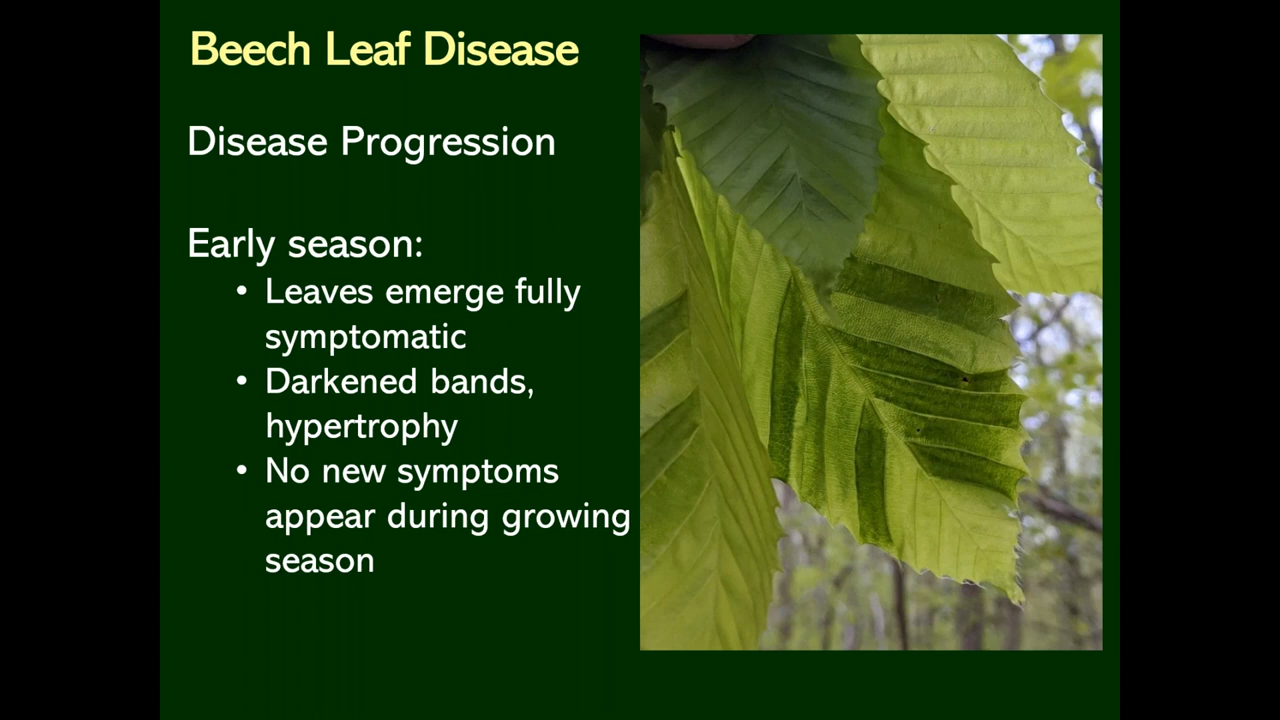 Beech Leaf Disease
Disease Progression
Early season:
• Leaves emerge fully
symptomatic
• Darkened bands,
hypertrophy
• No new symptoms
appear during growing
season